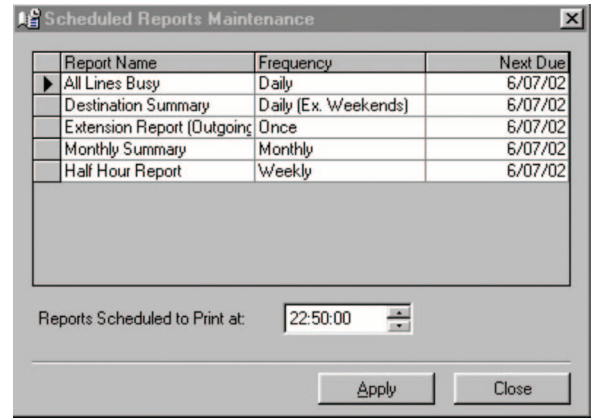 Scheduled Reports Maintenance
Report Name Frequency Next Due
All Lines Busy Daily 6/07/02
Destination Summary Daily (Ex. Weekends) 6/07/02
Extension Report (Outgoing Once 6/07/02
Monthly Summary Monthly 6/07/02
Half Hour Report Weekly 6/07/02
Reports Scheduled to Print at: 22:50:00
Apply Close